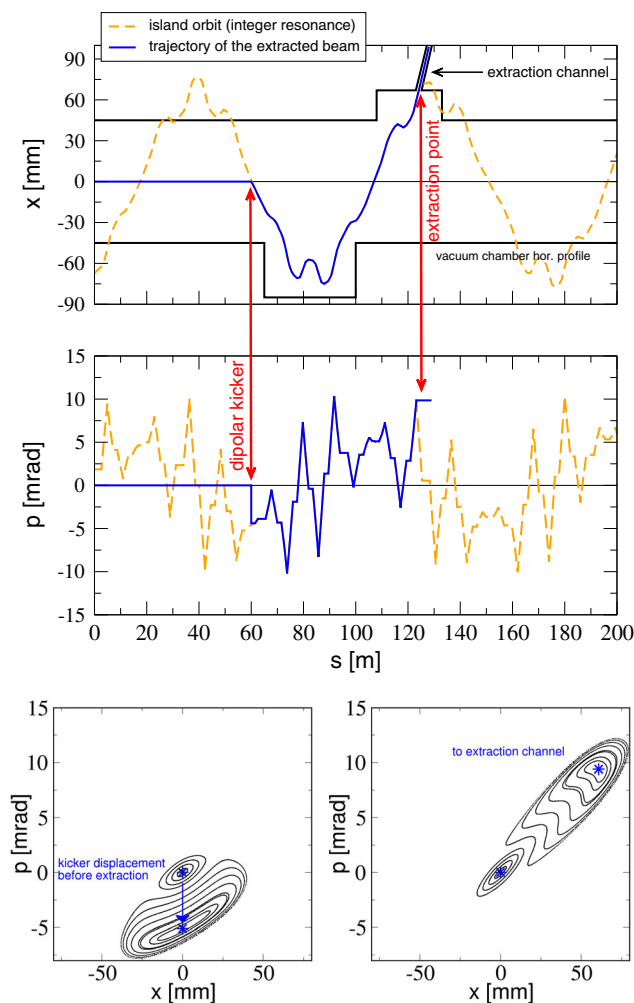 island orbit (integer resonance)
trajectory of the extracted beam
90
60
30
0
-30
-60
-90
x [mm]
extraction channel
extraction point
vacuum chamber hor. profile
15
10
5
0
-5
-10
-15
p [mrad]
dipolar kicker
0 20 40 60 80 100 120 140 160 180 200
s [m]
15
10
5
0
-5
p [mrad]
kicker displacement
before extraction
-50 0 50
x [mm]
15
10
5
0
-5
p [mrad]
to extraction channel
-50 0 50
x [mm]